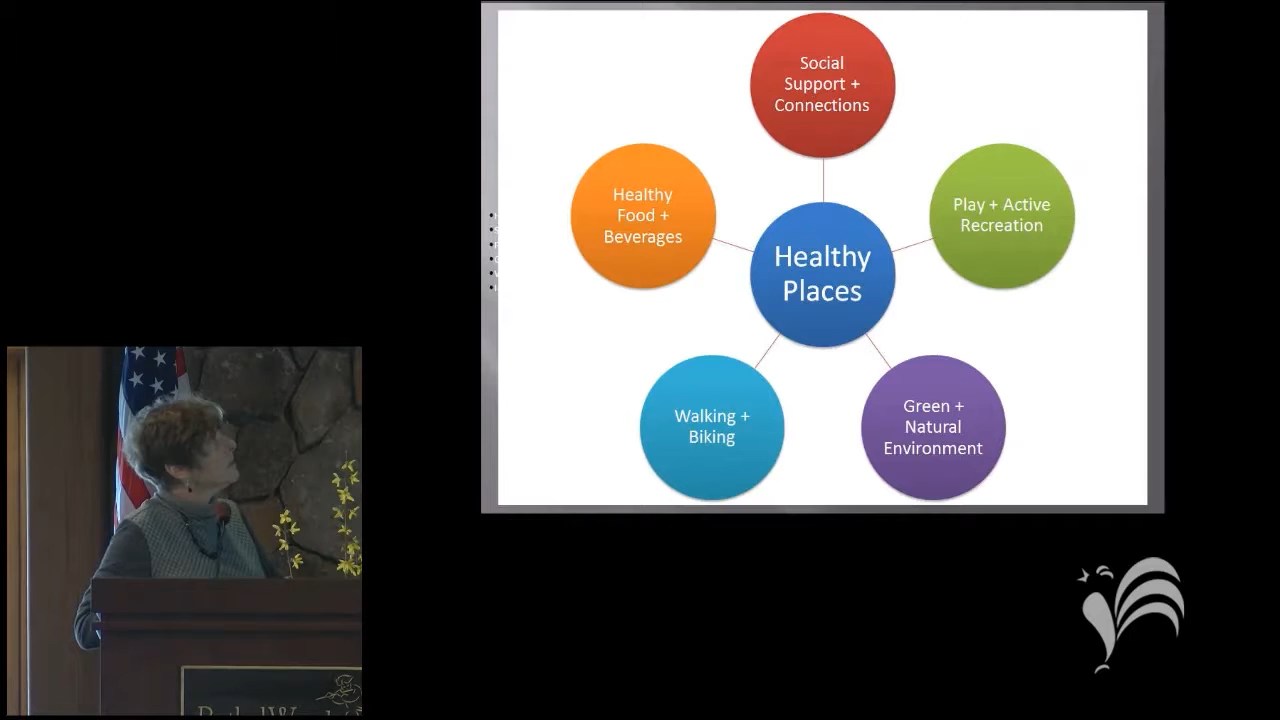 Social
Support +
Connections
Healthy
Food +
Beverages
Play + Active
Recreation
Healthy
Places
Walking +
Biking
Green +
Natural
Environment